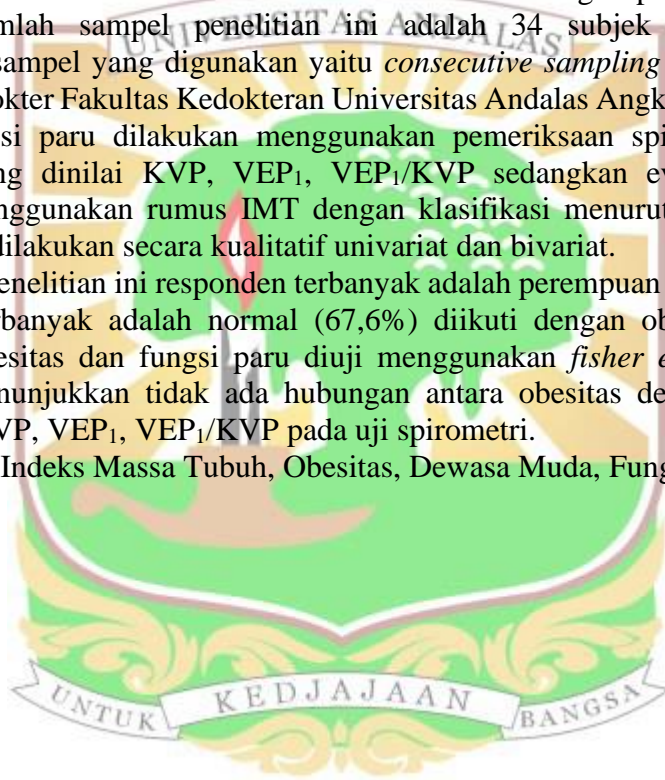 mlah sampel penelitian ini adalah 34 subjek
UNIVERSITAS ANDALAS
sampel yang digunakan yaitu consecutive sampling
okter Fakultas Kedokteran Universitas Andalas Angk
si paru dilakukan menggunakan pemeriksaan spi
ng dinilai KVP, VEP₁, VEP₁/KVP sedangkan ev
nggunakan rumus IMT dengan klasifikasi menurut
dilakukan secara kualitatif univariat dan bivariat.
enelitian ini responden terbanyak adalah perempuan
rbanyak adalah normal (67,6%) diikuti dengan ob
esitas dan fungsi paru diuji menggunakan fisher e
nunjukkan tidak ada hubungan antara obesitas de
VP, VEP₁, VEP₁/KVP pada uji spirometri.
Indeks Massa Tubuh, Obesitas, Dewasa Muda, Fung
UNTUK KEDJAJAAN BANGSA